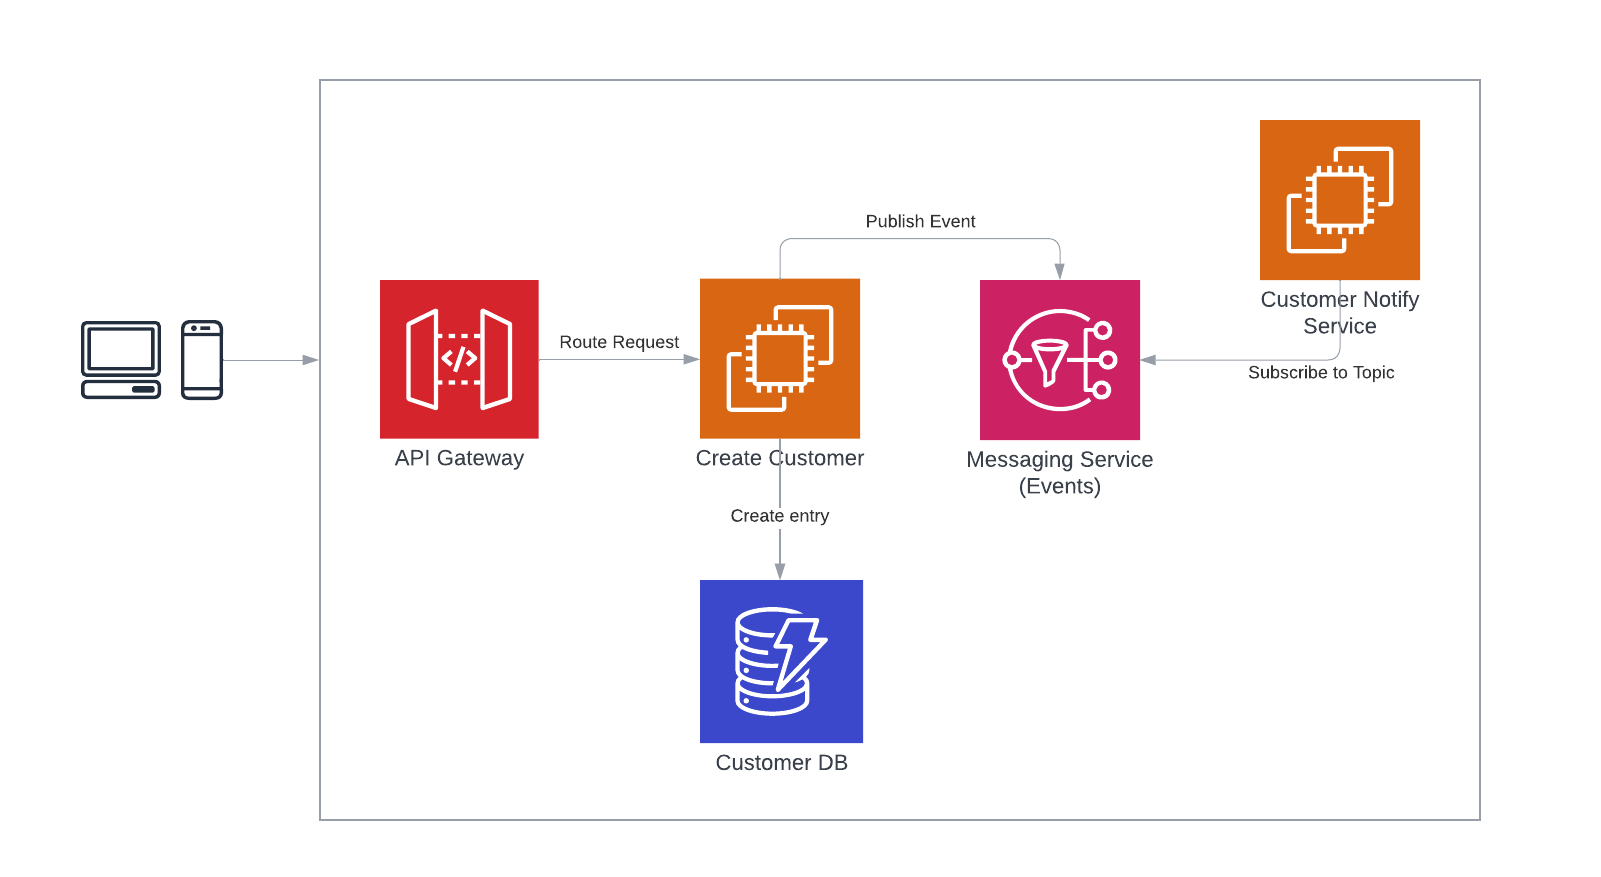 Publish Event
Customer Notify
Service
Route Request
Subscribe to Topic
API Gateway
Create Customer
Messaging Service
(Events)
Create entry
Customer DB